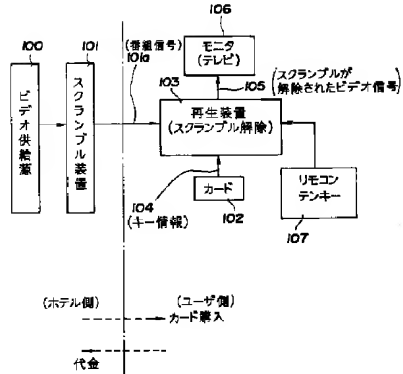 106
モニタ
(テレビ)
100
101
(番組信号)
101a
ビデオ供給源
スクランブル装置
103
105
(スクランブルが
解除されたビデオ信号)
再生装置
(スクランブル解除)
104
(キー情報)
カード
102
リモコン
テンキー
107
(ホテル側)
(ユーザ側)
カード購入
代金